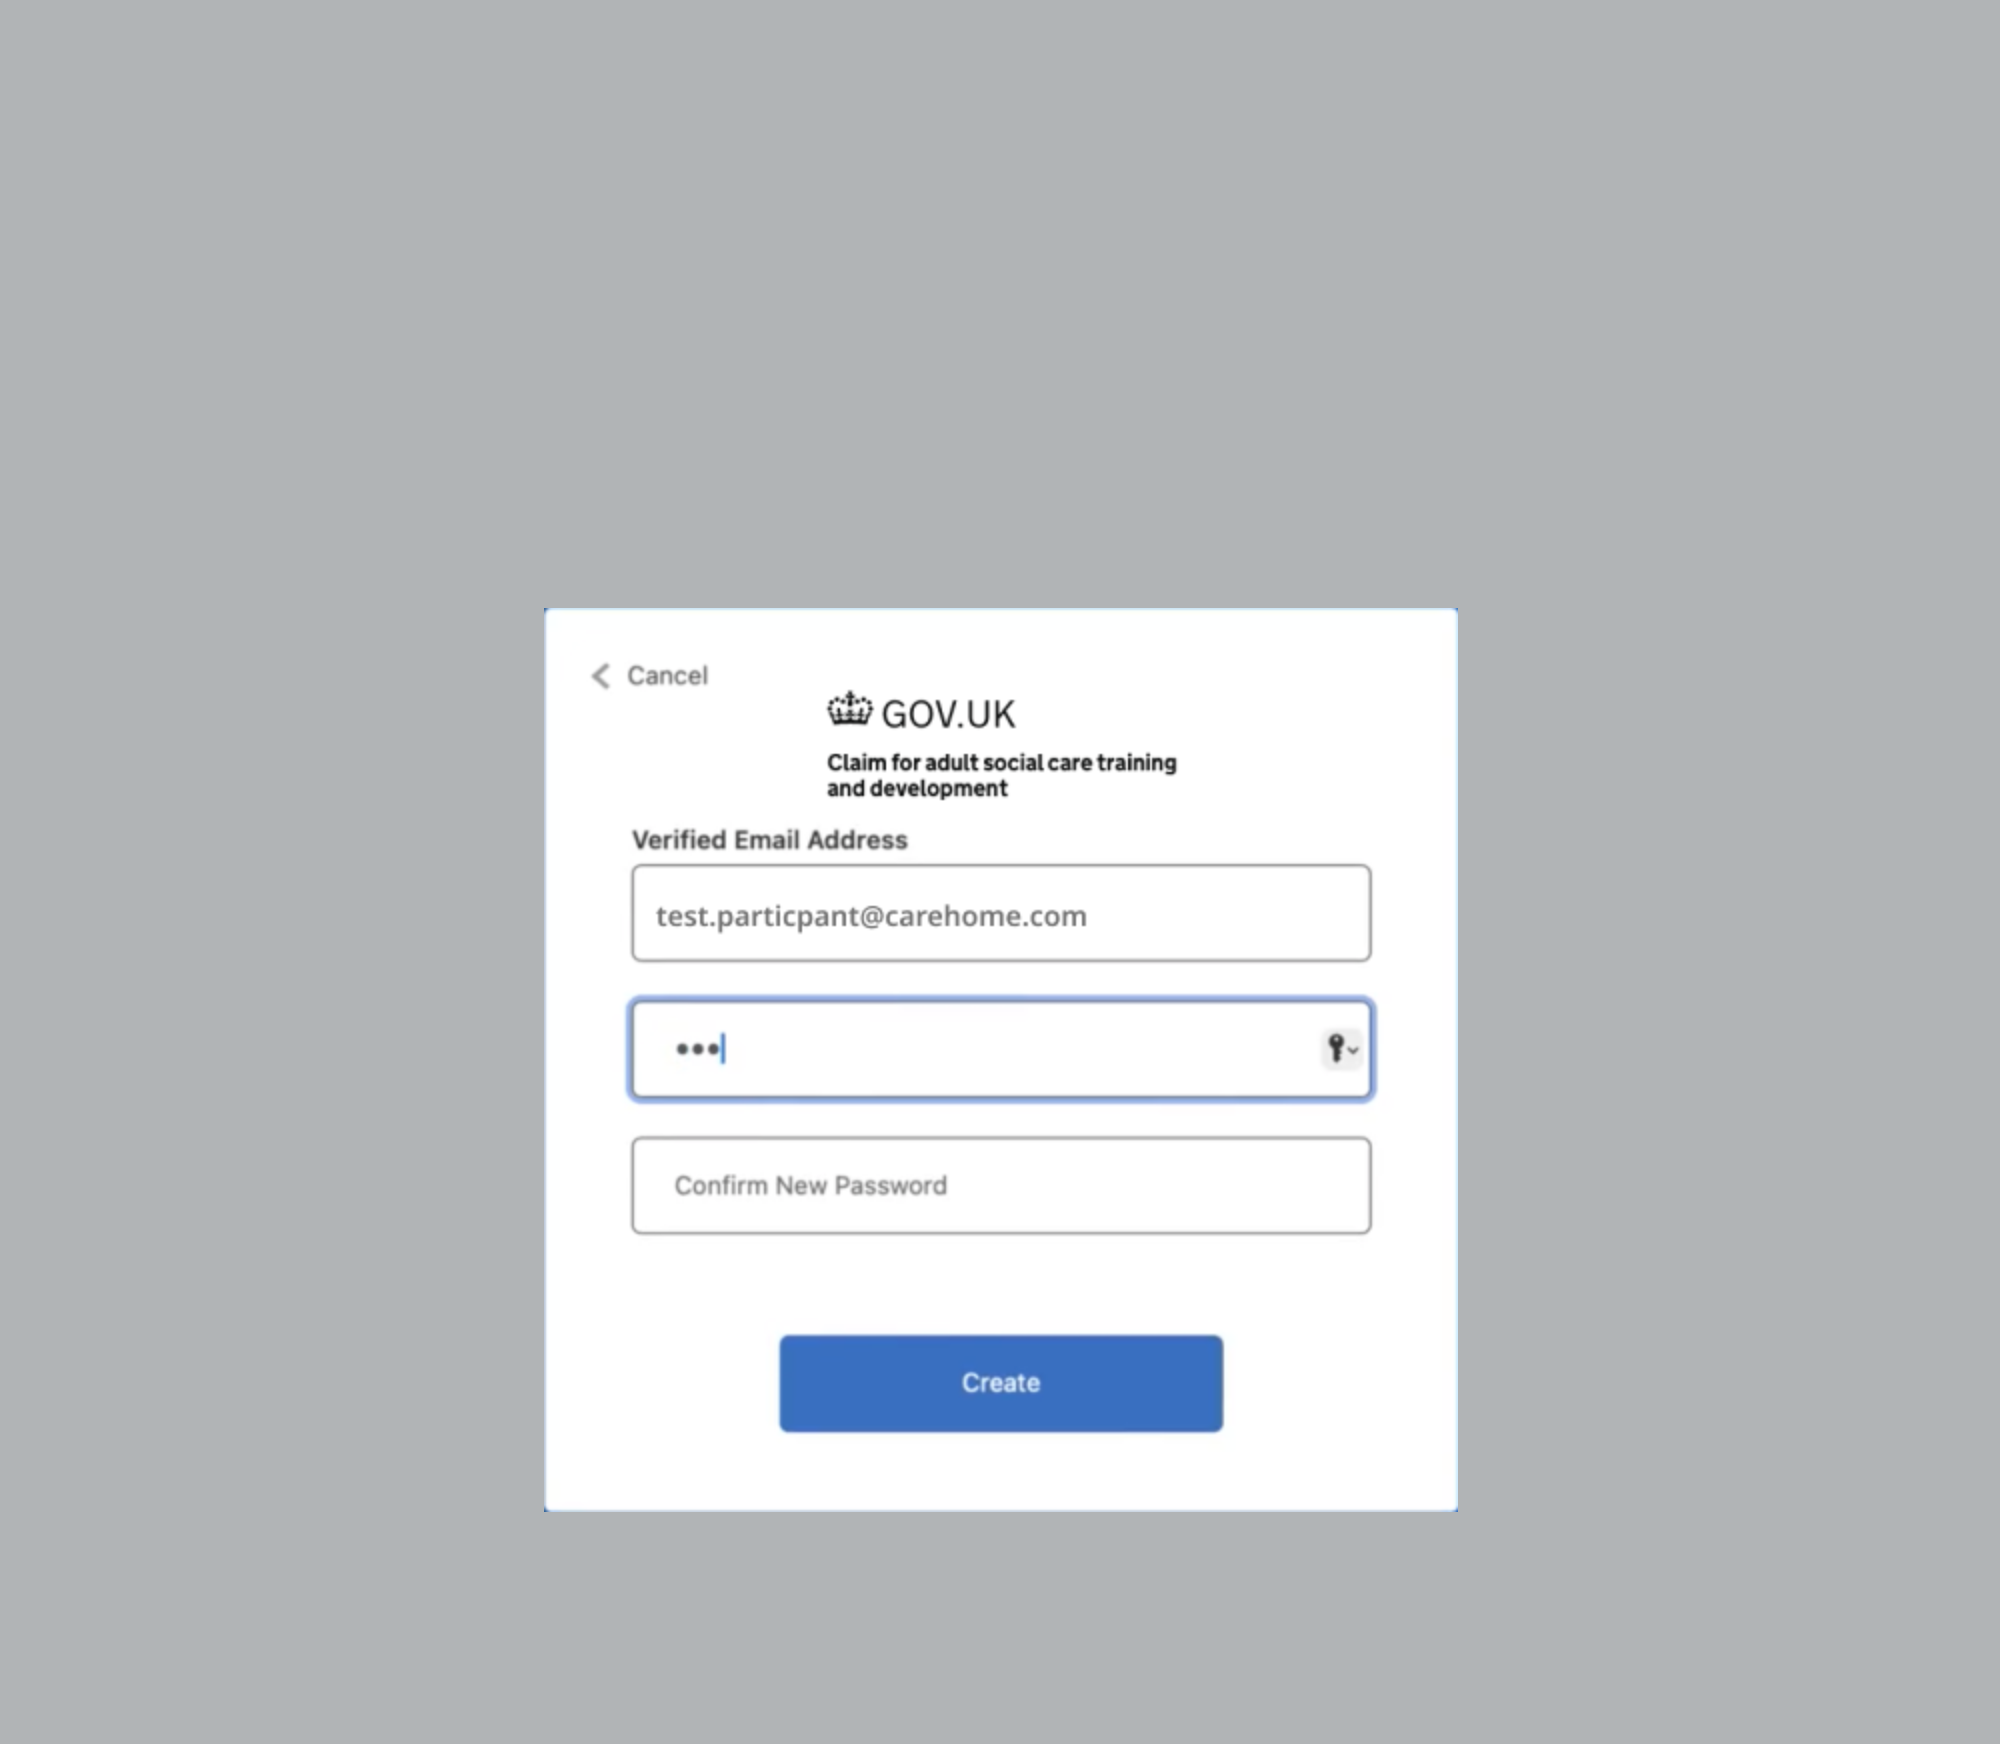 Cancel
GOV.UK
Claim for adult social care training
and development
Verified Email Address
test.particpant@carehome.com
•••
Confirm New Password
Create